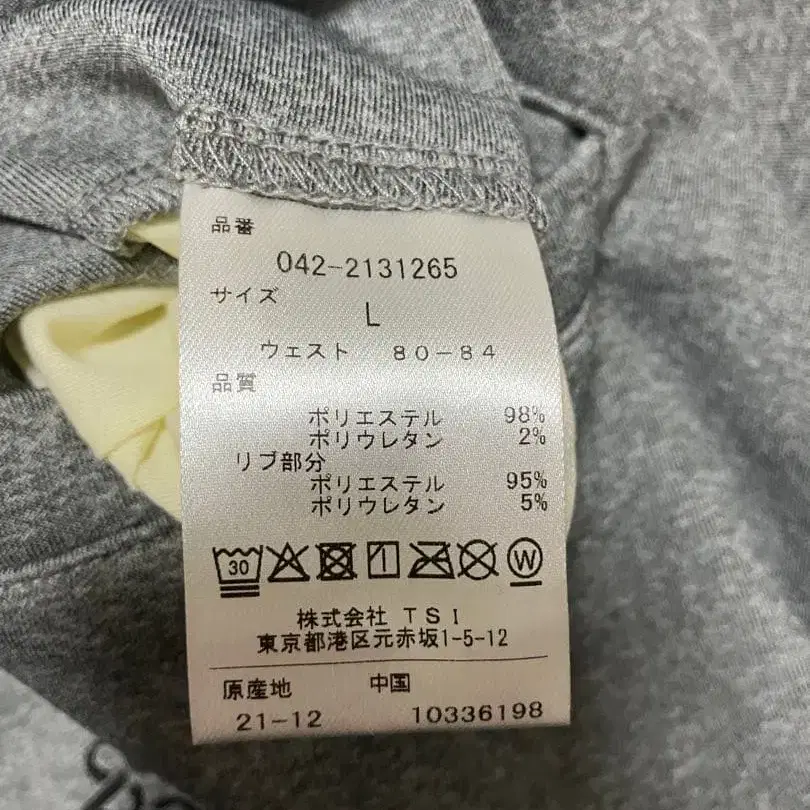 品番
042-2131265
サイズ
L
ウェスト 80-84
品質
ポリエステル 98%
ポリウレタン 2%
リブ部分
ポリエステル 95%
ポリウレタン 5%
30 W
株式会社 TSI
東京都港区元赤坂1-5-12
原産地 中国
21-12 10336198